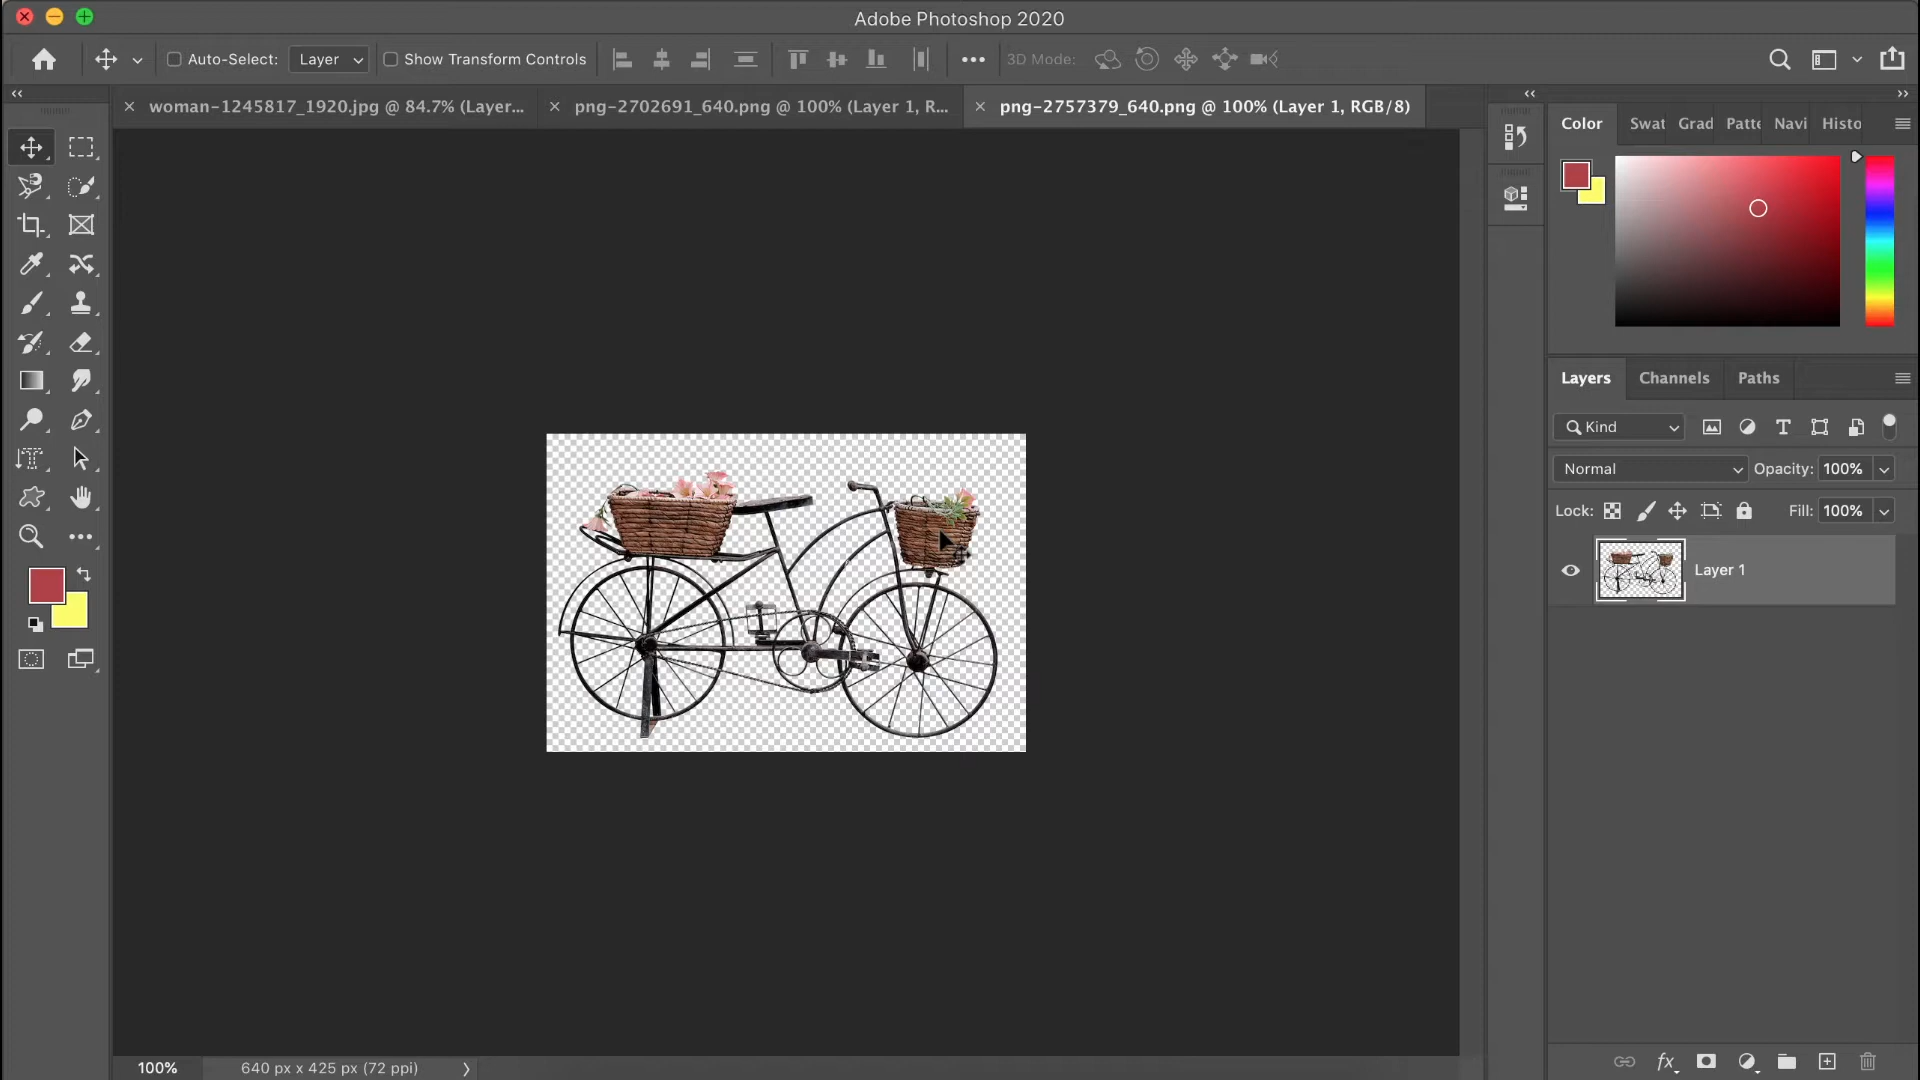 Adobe Photoshop 2020
Auto-Select: Layer Show Transform Controls 3D Mode:
woman-1245817_1920.jpg @ 84.7% (Layer... png-2702691_640.png @ 100% (Layer 1, R... png-2757379_640.png @ 100% (Layer 1, RGB/8)
Color Swat Grad Patte Navi Histo
Layers Channels Paths
Kind
Normal Opacity: 100%
Lock: Fill: 100%
Layer 1
fx
100% 640 px x 425 px (72 ppi)